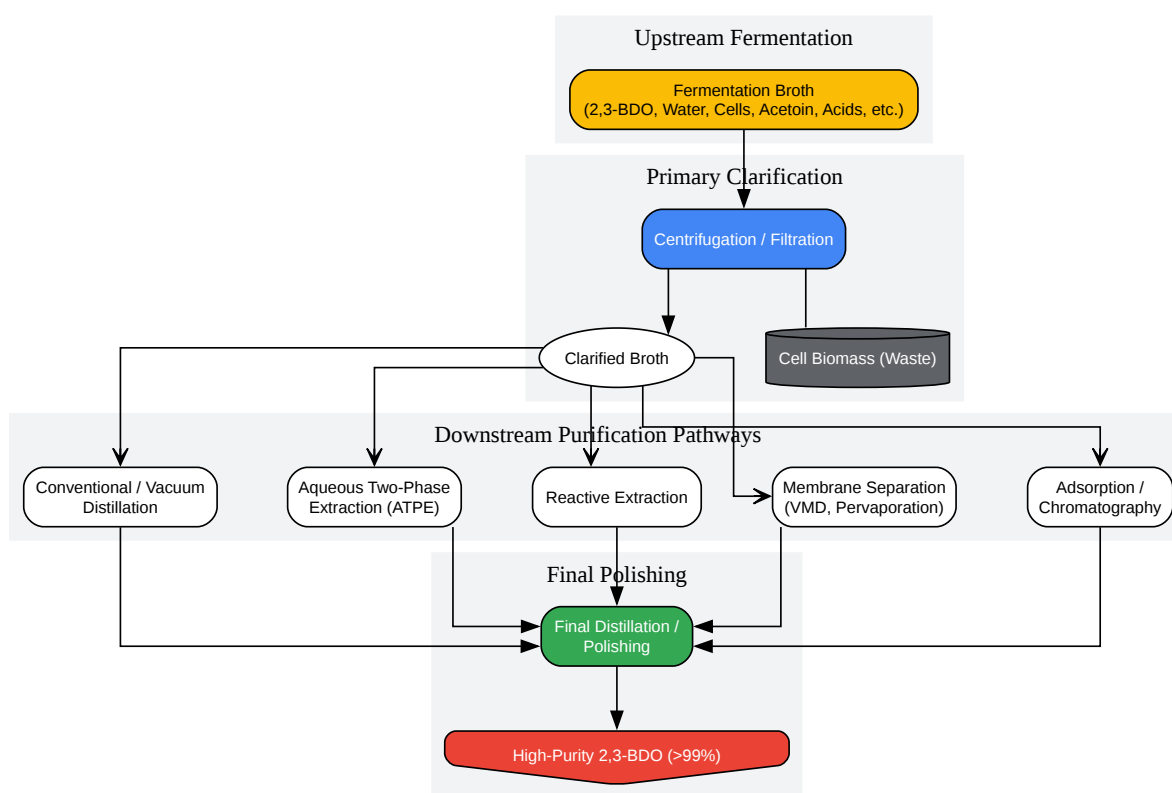 Upstream Fermentation
Fermentation Broth
(2,3-BDO, Water, Cells, Acetoin, Acids, etc.)
Primary Clarification
Centrifugation / Filtration
Clarified Broth
Cell Biomass (Waste)
Downstream Purification Pathways
Conventional / Vacuum
Distillation
Aqueous Two-Phase
Extraction (ATPE)
Reactive Extraction
Membrane Separation
(VMD, Pervaporation)
Adsorption /
Chromatography
Final Polishing
Final Distillation /
Polishing
High-Purity 2,3-BDO (>99%)